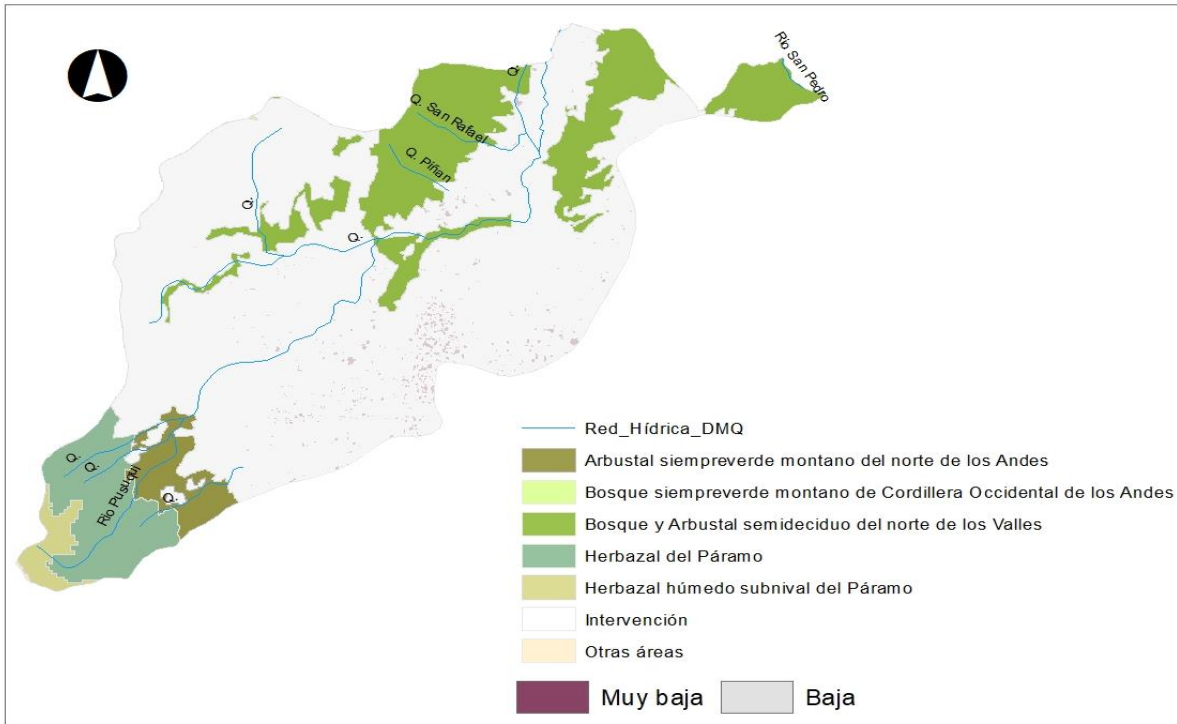 Río San Pedro
Q.
Q. San Rafael
Q. Piñan
Q.
Q.
Q.
Q.
Río Pusuqui
Q.
Red_Hídrica_DMQ
Arbustal siempreverde montano del norte de los Andes
Bosque siempreverde montano de Cordillera Occidental de los Andes
Bosque y Arbustal semideciduo del norte de los Valles
Herbazal del Páramo
Herbazal húmedo subnival del Páramo
Intervención
Otras áreas
Muy baja Baja